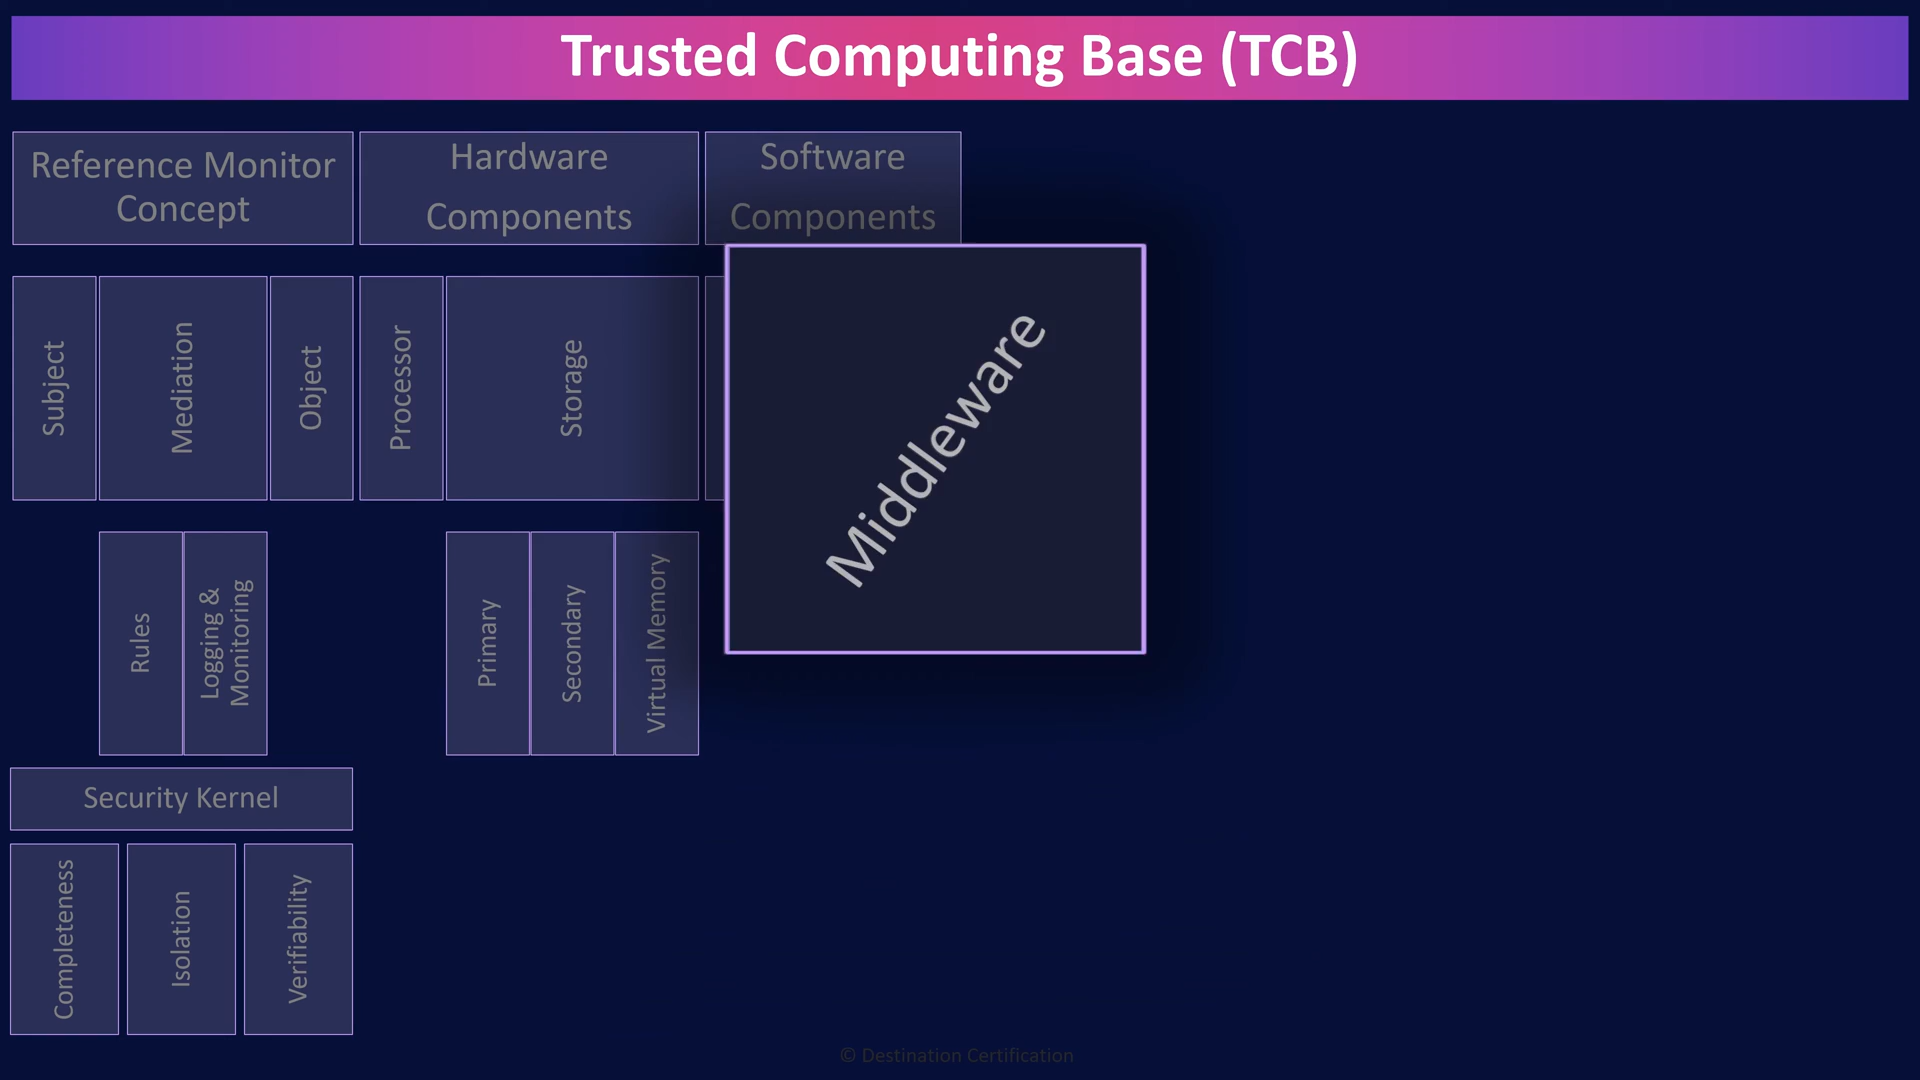 Trusted Computing Base (TCB)
Reference Monitor
Concept
Hardware
Components
Software
Components
Subject
Mediation
Object
Processor
Storage
Middleware
Rules
Logging &
Monitoring
Primary
Secondary
Virtual Memory
Security Kernel
Completeness
Isolation
Verifiability
© Destination Certification